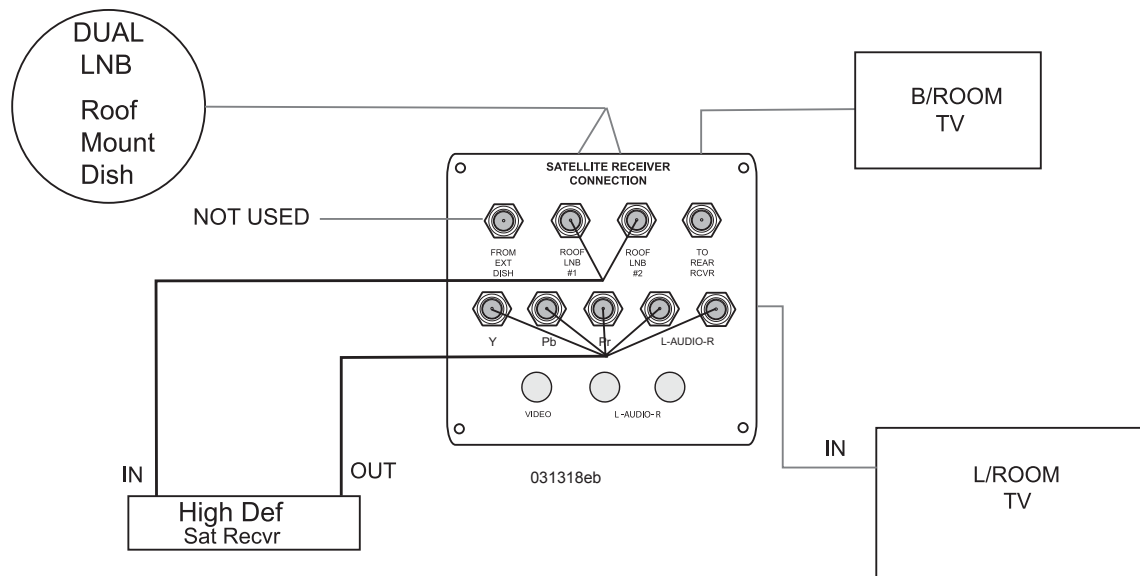 DUAL
LNB
Roof
Mount
Dish
B/ROOM
TV
SATELLITE RECEIVER
CONNECTION
NOT USED
FROM
EXT
DISH
ROOF
LNB
#1
ROOF
LNB
#2
TO
REAR
RCVR
Y
Pb
Pr
L-AUDIO-R
VIDEO
L-AUDIO-R
IN
OUT
031318eb
IN
High Def
Sat Recvr
L/ROOM
TV